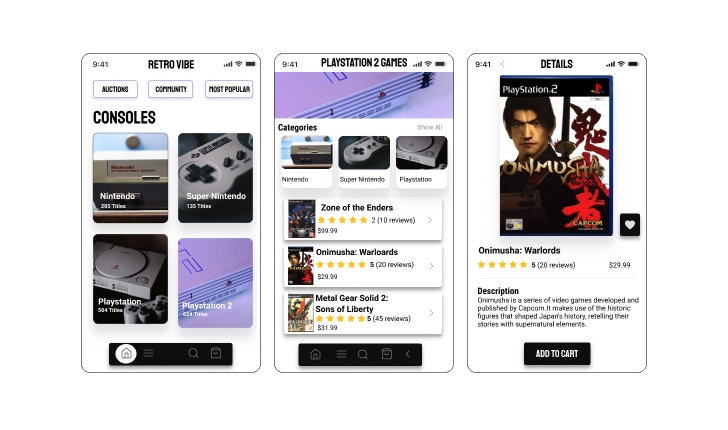 9:41
RETRO VIBE
AUCTIONS
COMMUNITY
MOST POPULAR
CONSOLES
Nintendo
Nintendo
205 Titles
Super Nintendo
135 Titles
Playstation
504 Titles
Playstation 2
624 Titles
9:41
PLAYSTATION 2 GAMES
Categories
Show All
Nintendo
Super Nintendo
Playstation
Zone of the Enders
2 (10 reviews)
$99.99
Onimusha: Warloards
5 (20 reviews)
$29.99
Metal Gear Solid 2:
Sons of Liberty
5 (45 reviews)
$31.99
9:41
DETAILS
PlayStation.2
鬼武者
ONIMUSHA
CAPCOM
Onimusha: Warlords
5 (20 reviews)
$29.99
Description
Onimusha is a series of video games developed and
published by Capcom.It makes use of the historic
figures that shaped Japan's history, retelling their
stories with supernatural elements.
ADD TO CART